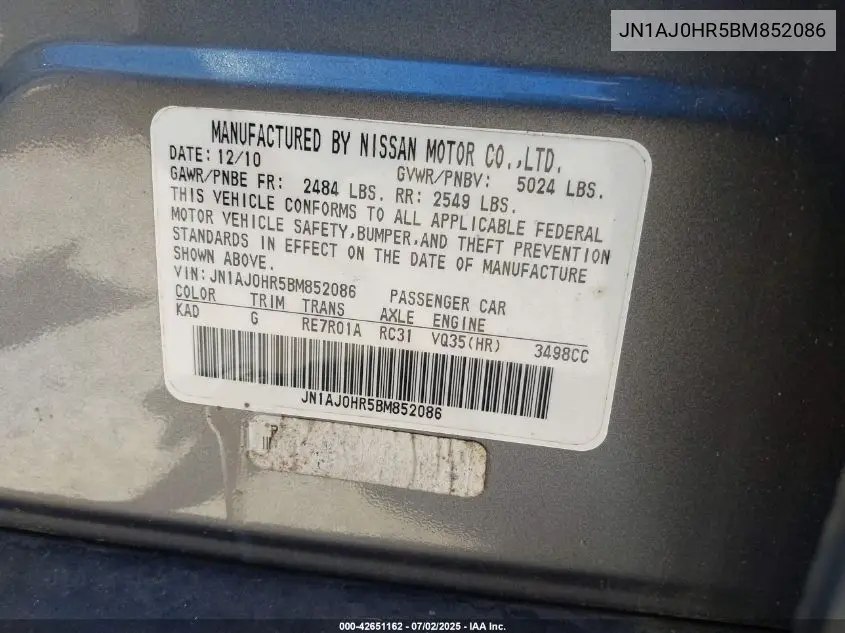 JN1AJ0HR5BM852086
MANUFACTURED BY NISSAN MOTOR CO.,LTD.
DATE: 12/10 GVWR/PNBV: 5024 LBS.
GAWR/PNBE FR: 2484 LBS. RR: 2549 LBS.
THIS VEHICLE CONFORMS TO ALL APPLICABLE FEDERAL
MOTOR VEHICLE SAFETY,BUMPER,AND THEFT PREVENTION
STANDARDS IN EFFECT ON THE DATE OF MANUFACTURE
SHOWN ABOVE.
VIN:JN1AJ0HR5BM852086 PASSENGER CAR
COLOR TRIM TRANS AXLE ENGINE
KAD G RE7R01A RC31 VQ35(HR) 3498CC
JN1AJ0HR5BM852086
P
000-42651162 - 07/02/2025 - IAA Inc.